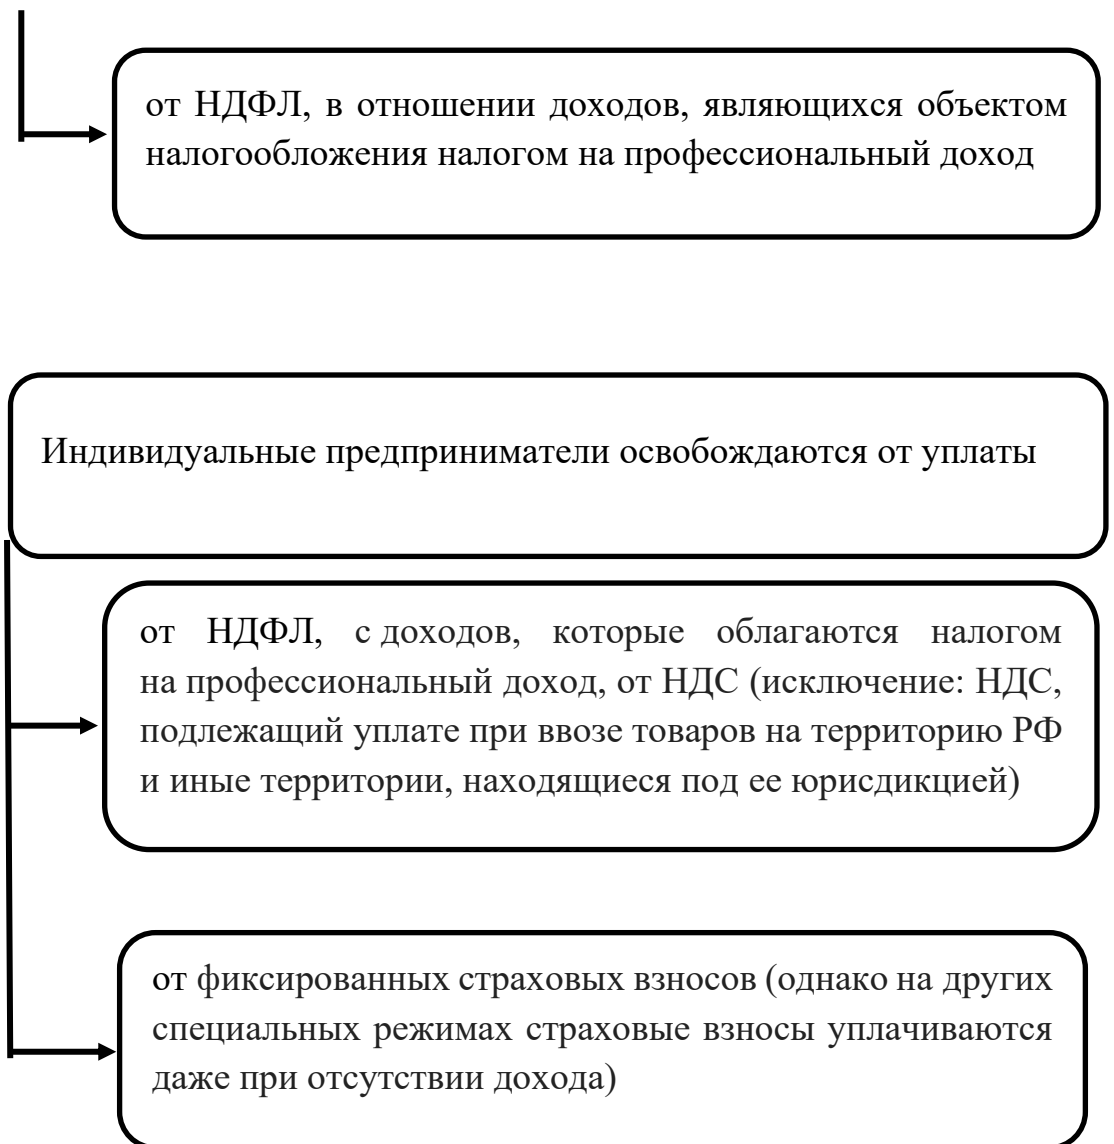 от НДФЛ, в отношении доходов, являющихся объектом
налогообложения налогом на профессиональный доход
Индивидуальные предприниматели освобождаются от уплаты
от НДФЛ, с доходов, которые облагаются налогом
на профессиональный доход, от НДС (исключение: НДС,
подлежащий уплате при ввозе товаров на территорию РФ
и иные территории, находящиеся под ее юрисдикцией)
от фиксированных страховых взносов (однако на других
специальных режимах страховые взносы уплачиваются
даже при отсутствии дохода)